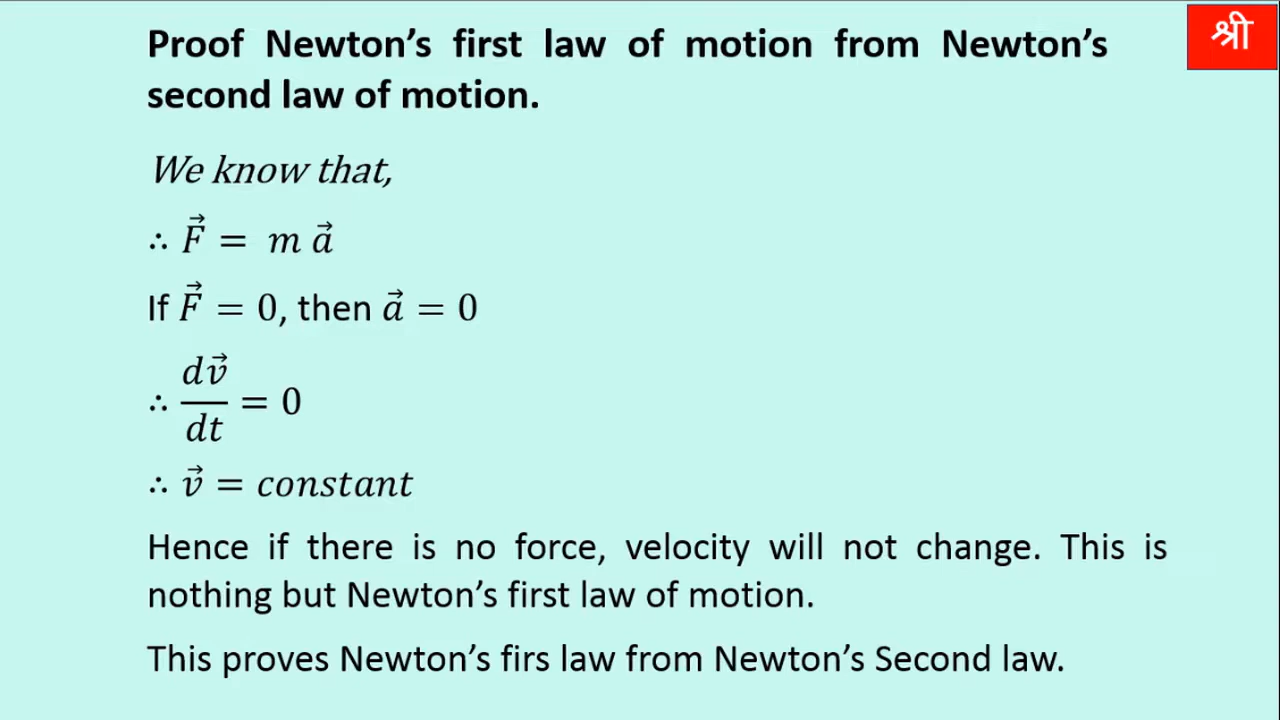 Proof Newton’s first law of motion from Newton’s
second law of motion.
श्री
We know that,
∴ F⃗ = m a⃗
If F⃗ = 0, then a⃗ = 0
∴ dv⃗/dt = 0
∴ v⃗ = constant
Hence if there is no force, velocity will not change. This is
nothing but Newton’s first law of motion.
This proves Newton’s firs law from Newton’s Second law.